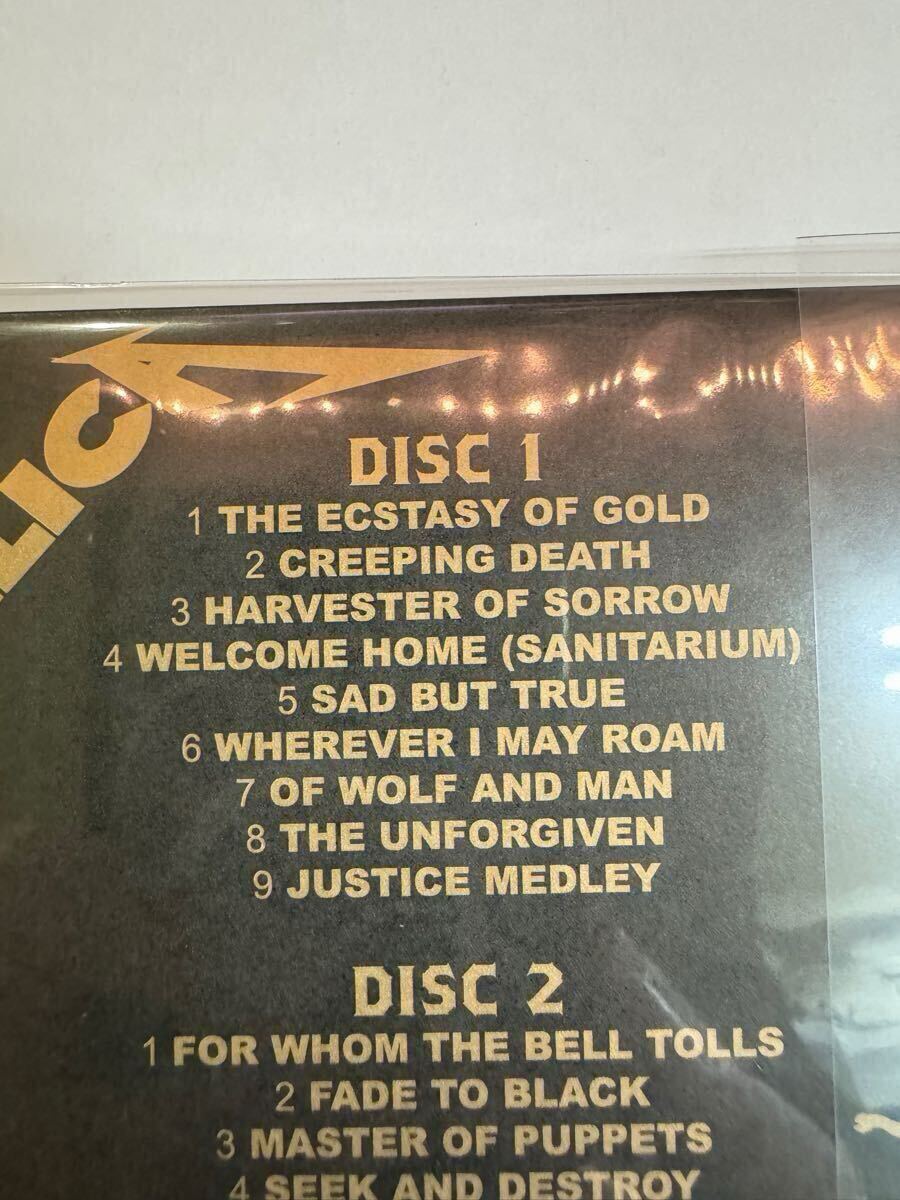 LICA
DISC 1
1 THE ECSTASY OF GOLD
2 CREEPING DEATH
3 HARVESTER OF SORROW
4 WELCOME HOME (SANITARIUM)
5 SAD BUT TRUE
6 WHEREVER I MAY ROAM
7 OF WOLF AND MAN
8 THE UNFORGIVEN
9 JUSTICE MEDLEY
DISC 2
1 FOR WHOM THE BELL TOLLS
2 FADE TO BLACK
3 MASTER OF PUPPETS
4 SEEK AND DESTROY